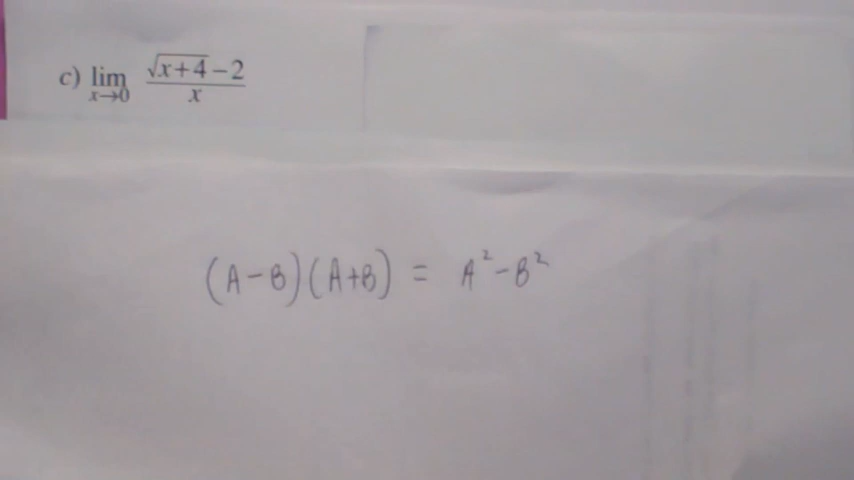 c) lim x→0 √x+4 − 2 / x
(A−B)(A+B) = A² − B²